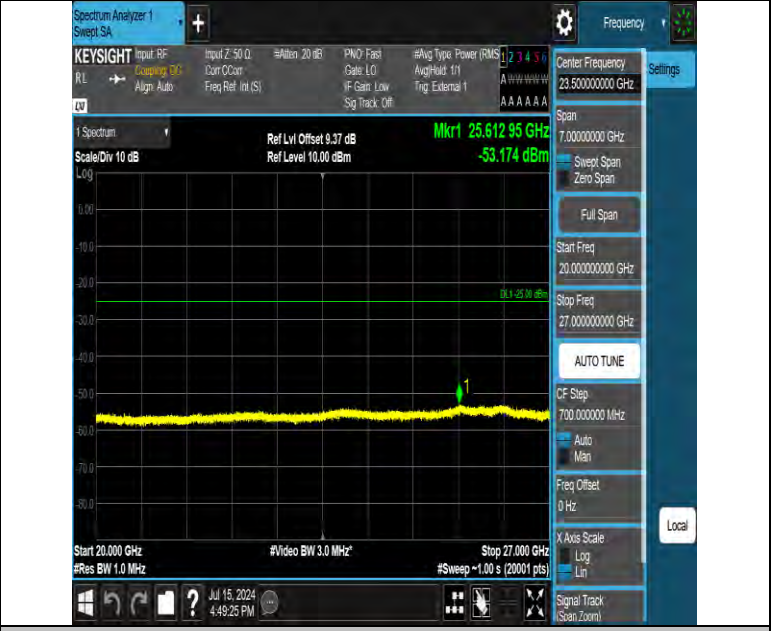 Spectrum Analyzer 1
Swept SA
+
Frequency
KEYSIGHT
RL
LXI
Input: RF
Coupling: DC
Align: Auto
Input Z: 50 Ω
Corr CCorr
Freq Ref: Int (S)
#Atten: 20 dB
PNO: Fast
Gate: LO
IF Gain: Low
Sig Track: Off
#Avg Type: Power (RMS
Avg|Hold: 1/1
Trig: External 1
1 2 3 4 5 6
A W W W W W
A A A A A A
Center Frequency
23.500000000 GHz
Settings
1 Spectrum
Scale/Div 10 dB
Log
Ref Lvl Offset 9.37 dB
Ref Level 10.00 dBm
Mkr1 25.612 95 GHz
-53.174 dBm
0.00
-10.0
-20.0
-30.0
-40.0
-50.0
-60.0
-70.0
-80.0
DL1 -25.00 dBm
1
Start 20.000 GHz
#Res BW 1.0 MHz
#Video BW 3.0 MHz*
Stop 27.000 GHz
#Sweep ~1.00 s (20001 pts)
Span
7.00000000 GHz
Swept Span
Zero Span
Full Span
Start Freq
20.000000000 GHz
Stop Freq
27.000000000 GHz
AUTO TUNE
CF Step
700.000000 MHz
Auto
Man
Freq Offset
0 Hz
X Axis Scale
Log
Lin
Signal Track
(Span Zoom)
Local
?
Jul 15, 2024
4:49:25 PM